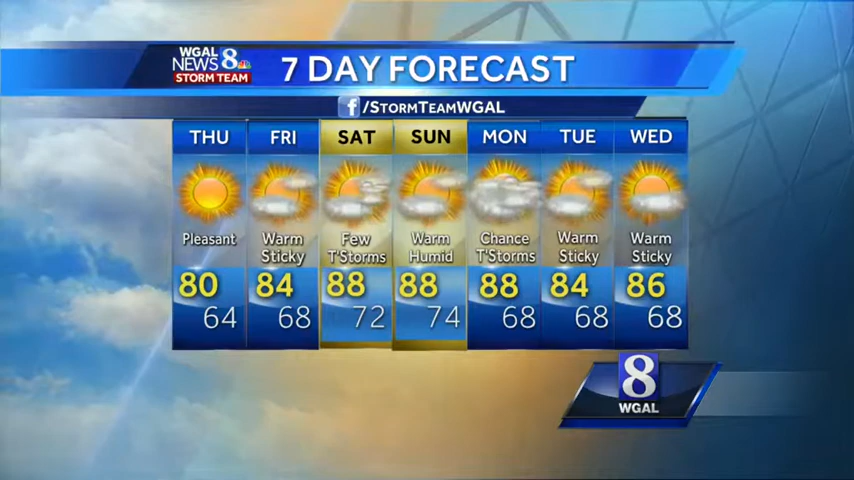 WGAL
NEWS 8
STORM TEAM
7 DAY FORECAST
f/STORMTEAMWGAL
THU FRI SAT SUN MON TUE WED
Pleasant Warm Few Warm Chance Warm Warm
Sticky T'Storms Humid T'Storms Sticky Sticky
80 84 88 88 88 84 86
64 68 72 74 68 68 68
8
WGAL